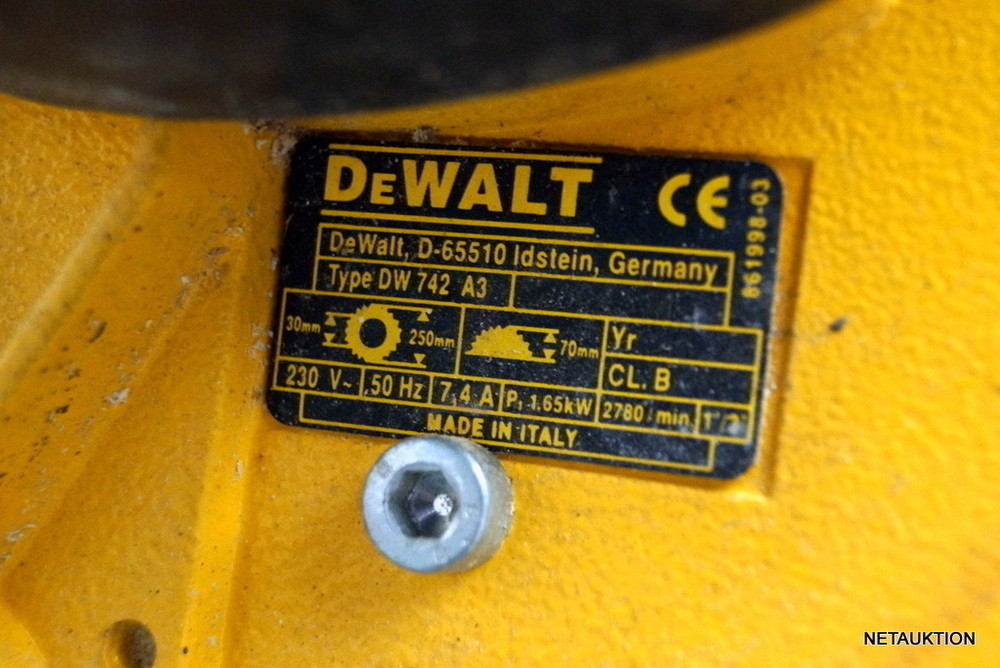 DEWALT CE
861998-03
DeWalt, D-65510 Idstein, Germany
Type DW 742 A3
30mm 250mm 70mm
Yr
CL. B
230 V~ 50 Hz 7,4 A P₁ 1.65kW 2780 / min
MADE IN ITALY
NETAUKTION